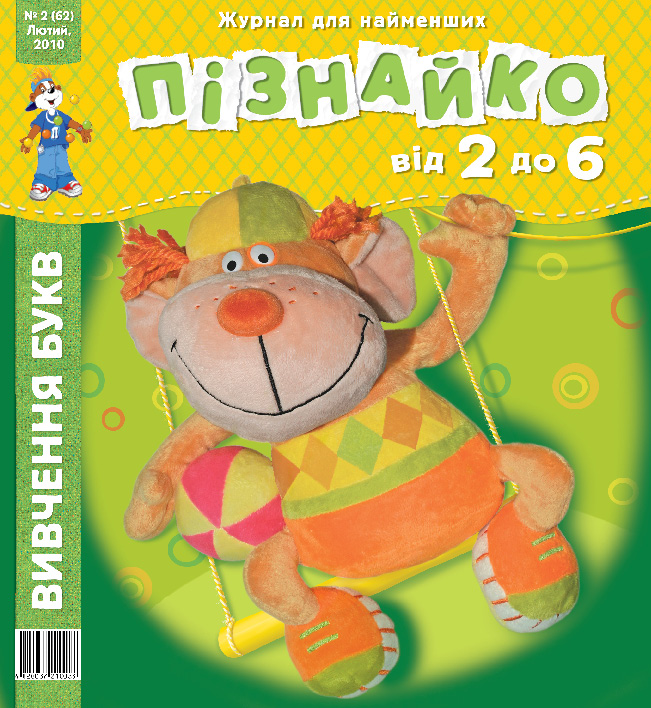 № 2 (62)
Лютий,
2010
Журнал для найменших
ПІЗНАЙКО
від 2 до 6
ВИВЧЕННЯ БУКВ